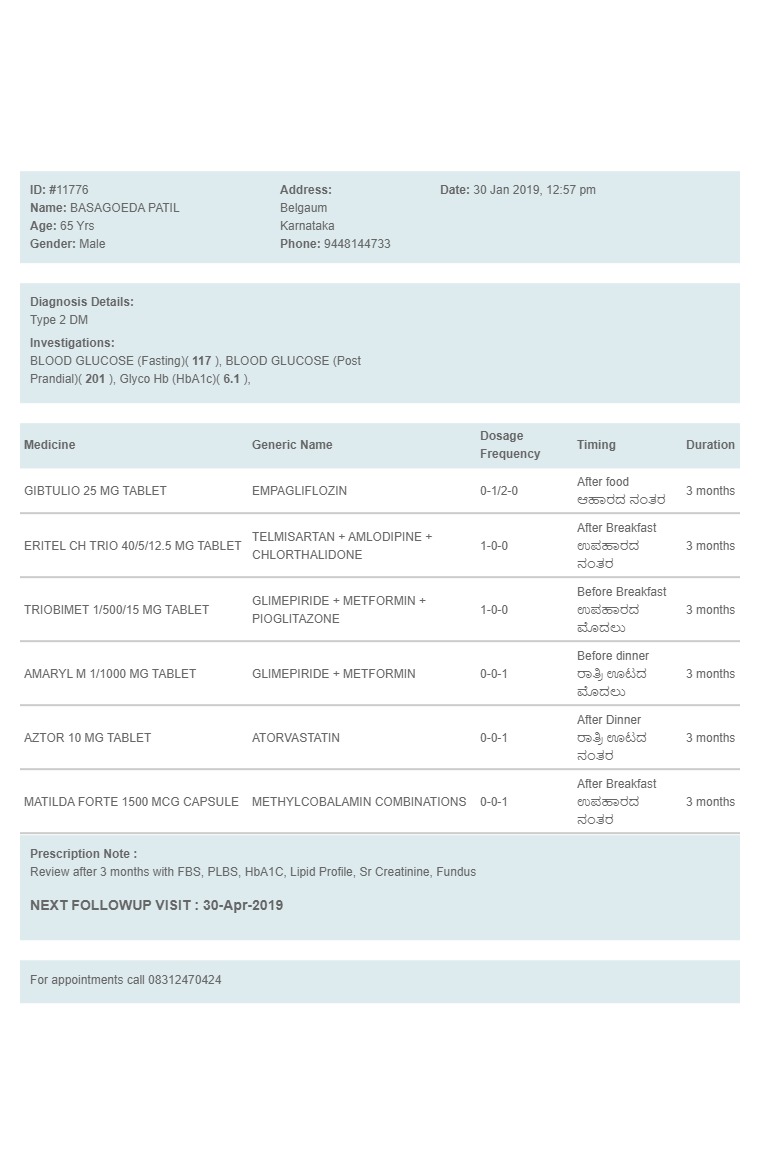 ID: #11776
Name: BASAGOEDA PATIL
Age: 65 Yrs
Gender: Male
Address:
Belgaum
Karnataka
Phone: 9448144733
Date: 30 Jan 2019, 12:57 pm
Diagnosis Details:
Type 2 DM
Investigations:
BLOOD GLUCOSE (Fasting)( 117 ), BLOOD GLUCOSE (Post
Prandial)( 201 ), Glyco Hb (HbA1c)( 6.1 ),
Medicine Generic Name Dosage Frequency Timing Duration
GIBTULIO 25 MG TABLET EMPAGLIFLOZIN 0-1/2-0 After food 3 months
ಆಹಾರದ ನಂತರ
ERITEL CH TRIO 40/5/12.5 MG TABLET TELMISARTAN + AMLODIPINE + CHLORTHALIDONE 1-0-0 After Breakfast 3 months
ಉಪಹಾರದ
ನಂತರ
TRIOBIMET 1/500/15 MG TABLET GLIMEPIRIDE + METFORMIN + PIOGLITAZONE 1-0-0 Before Breakfast 3 months
ಉಪಹಾರದ
ಮೊದಲು
AMARYL M 1/1000 MG TABLET GLIMEPIRIDE + METFORMIN 0-0-1 Before dinner 3 months
ರಾತ್ರಿ ಊಟದ
ಮೊದಲು
AZTOR 10 MG TABLET ATORVASTATIN 0-0-1 After Dinner 3 months
ರಾತ್ರಿ ಊಟದ
ನಂತರ
MATILDA FORTE 1500 MCG CAPSULE METHYLCOBALAMIN COMBINATIONS 0-0-1 After Breakfast 3 months
ಉಪಹಾರದ
ನಂತರ
Prescription Note :
Review after 3 months with FBS, PLBS, HbA1C, Lipid Profile, Sr Creatinine, Fundus
NEXT FOLLOWUP VISIT : 30-Apr-2019
For appointments call 08312470424